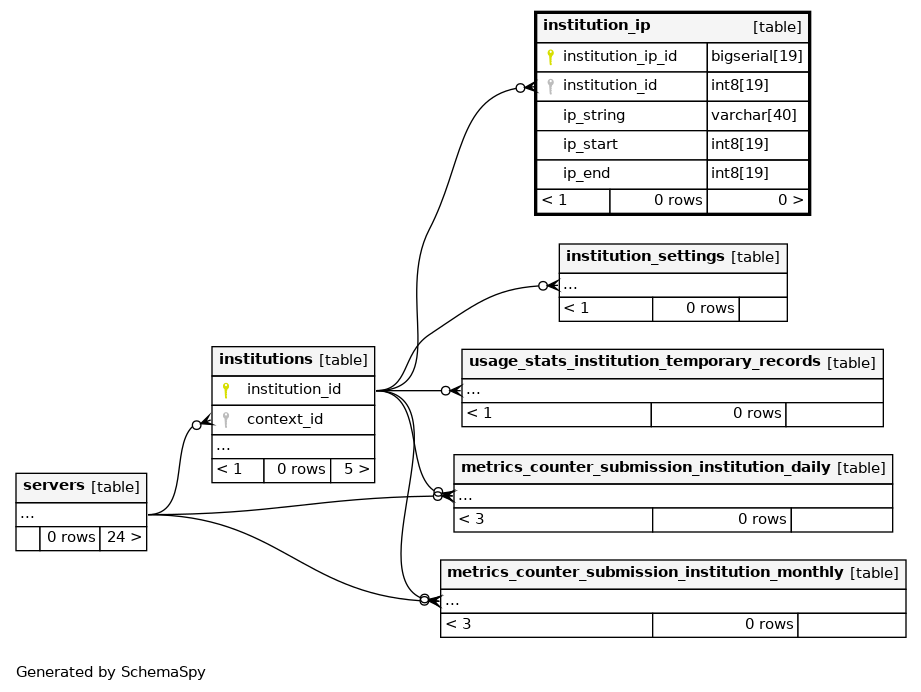 institution_ip [table]
institution_ip_id bigserial[19]
institution_id int8[19]
ip_string varchar[40]
ip_start int8[19]
ip_end int8[19]
< 1 0 rows 0 >
institution_settings [table]
...
< 1 0 rows
institutions [table]
institution_id
context_id
...
< 1 0 rows 5 >
usage_stats_institution_temporary_records [table]
...
< 1 0 rows
servers [table]
...
0 rows 24 >
metrics_counter_submission_institution_daily [table]
...
< 3 0 rows
metrics_counter_submission_institution_monthly [table]
...
< 3 0 rows
Generated by SchemaSpy